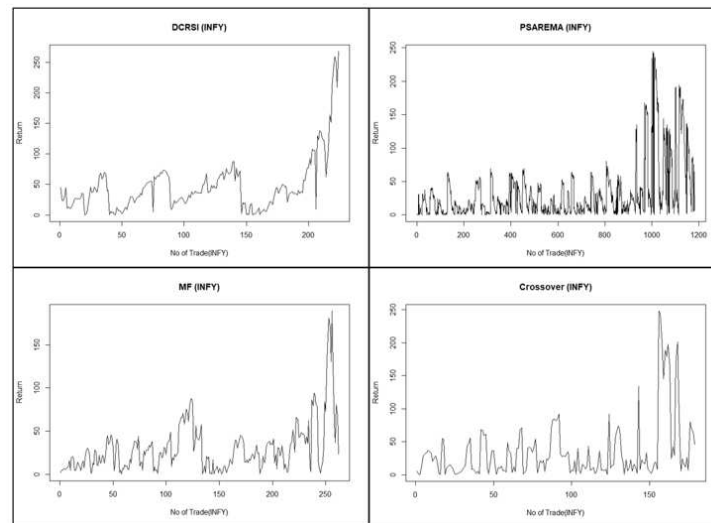 DCRSI (INFY)
Return
250
200
150
100
50
0
0 50 100 150 200
No of Trade(INFY)
PSAREMA (INFY)
Return
250
200
150
100
50
0
0 200 400 600 800 1000 1200
No of Trade(INFY)
MF (INFY)
Return
150
100
50
0
0 50 100 150 200 250
No of Trade(INFY)
Crossover (INFY)
Return
250
200
150
100
50
0
0 50 100 150
No of Trade(INFY)